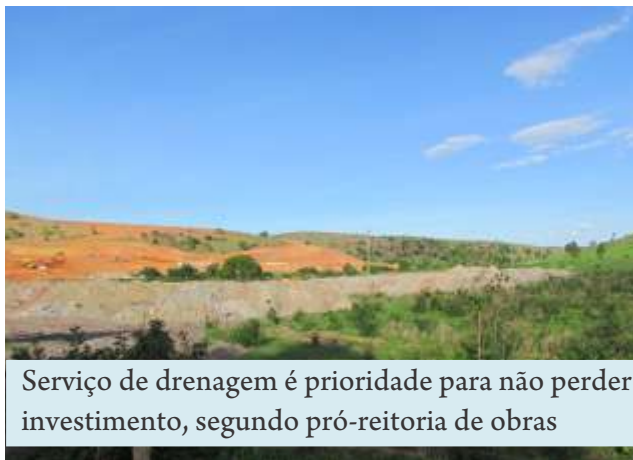 Serviço de drenagem é prioridade para não perder
investimento, segundo pró-reitoria de obras